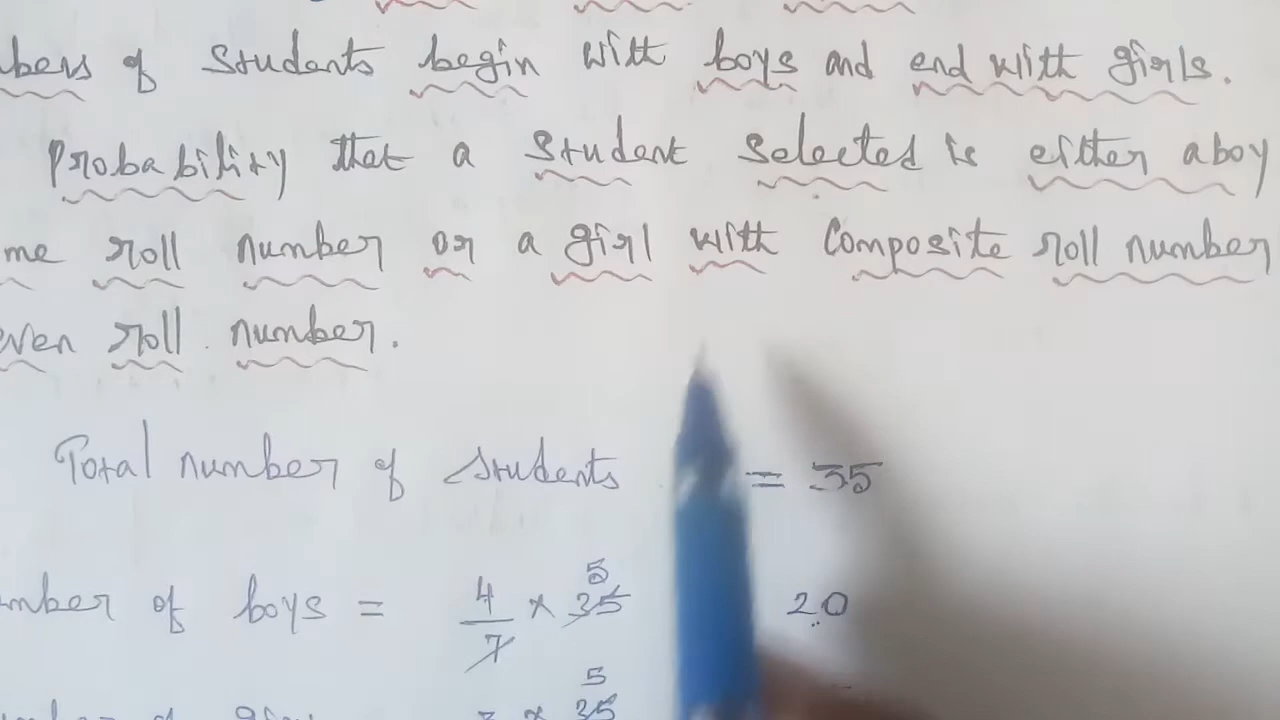 bers of students begin with boys and end with girls.
Probability that a student selected is either a boy
me roll number or a girl with composite roll number
ven roll number.
Total number of students = 35
mber of boys = 4/7 × 35 5 20
5
35